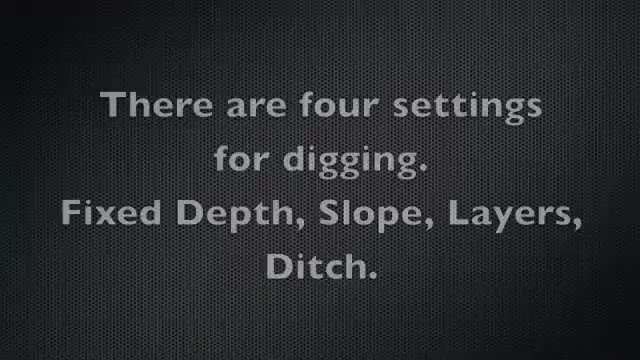 There are four settings
for digging.
Fixed Depth, Slope, Layers,
Ditch.